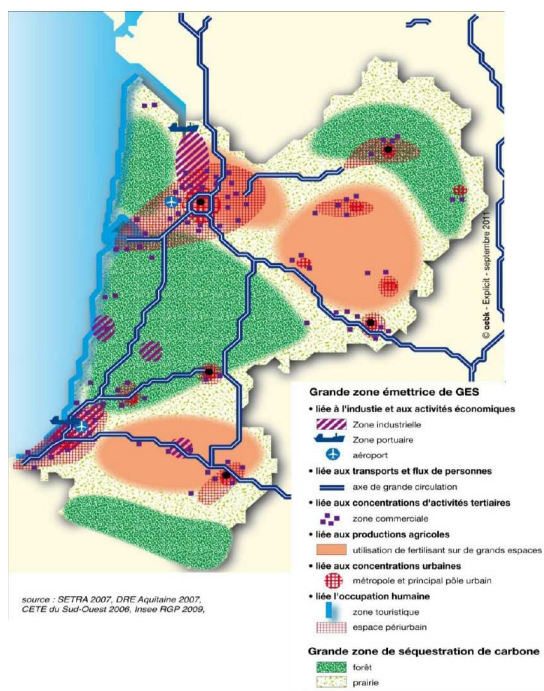 © oebk - Explicit - septembre 2011
Grande zone émettrice de GES
• liée à l'industie et aux activités économiques
Zone industrielle
Zone portuaire
aéroport
• liée aux transports et flux de personnes
axe de grande circulation
• liée aux concentrations d'activités tertiaires
zone commerciale
• liée aux productions agricoles
utilisation de fertilisant sur de grands espaces
• liée aux concentrations urbaines
métropole et principal pôle urbain
• liée l'occupation humaine
zone touristique
espace périurbain
Grande zone de séquestration de carbone
forêt
prairie
source : SETRA 2007, DRE Aquitaine 2007,
CETE du Sud-Ouest 2006, Insee RGP 2009,